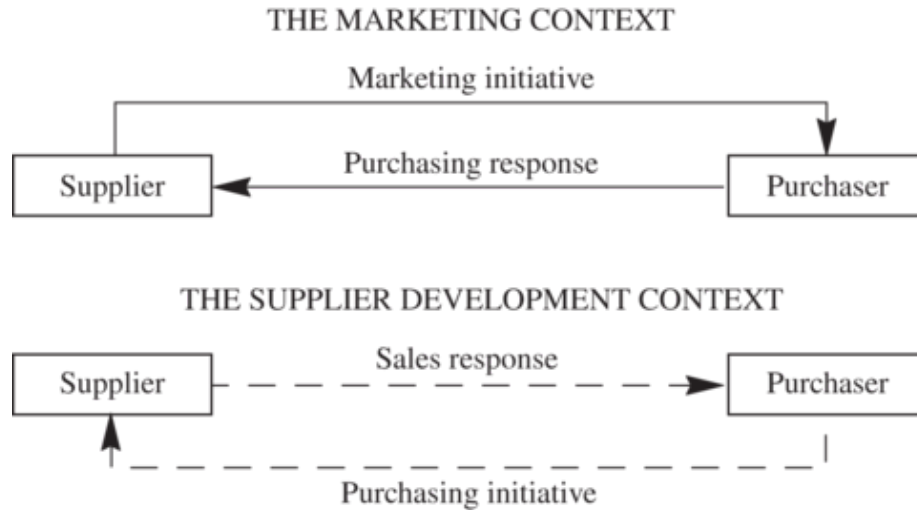 THE MARKETING CONTEXT
Marketing initiative
Supplier
Purchasing response
Purchaser
THE SUPPLIER DEVELOPMENT CONTEXT
Supplier
Sales response
Purchaser
Purchasing initiative